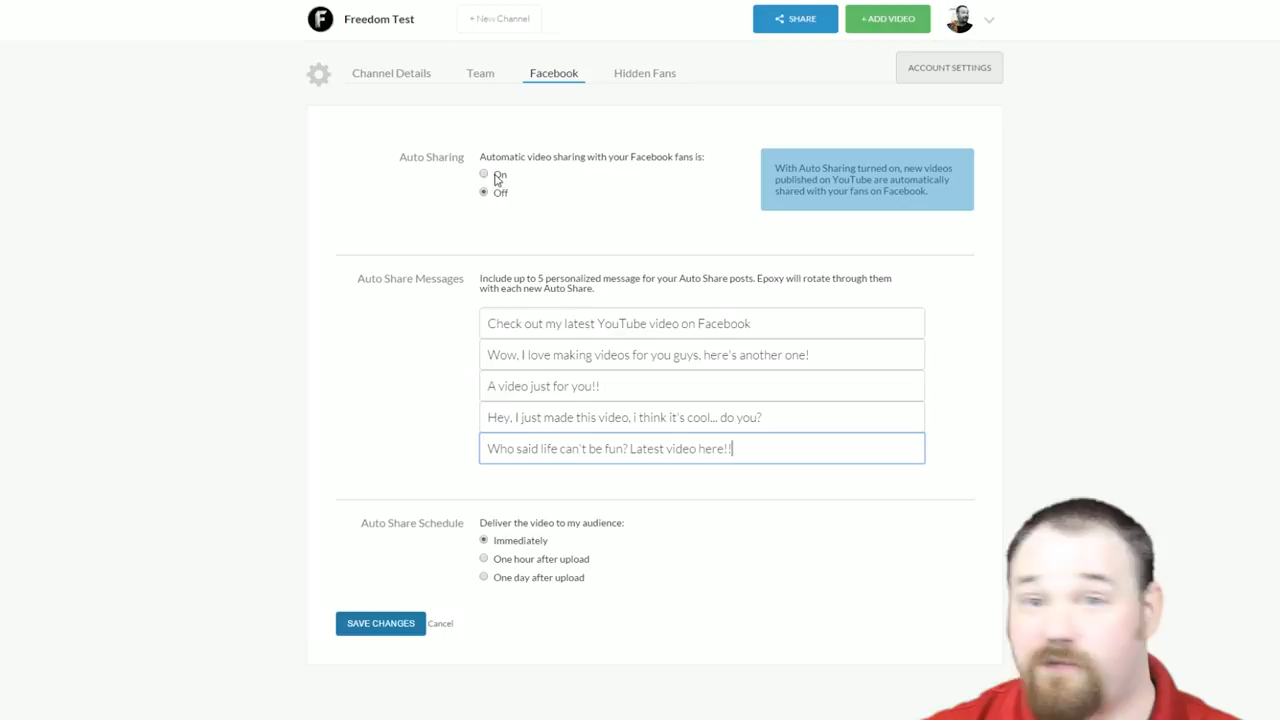 F
Freedom Test
+ New Channel
SHARE
+ ADD VIDEO
Channel Details
Team
Facebook
Hidden Fans
ACCOUNT SETTINGS
Auto Sharing
Automatic video sharing with your Facebook fans is:
On
Off
With Auto Sharing turned on, new videos
published on YouTube are automatically
shared with your fans on Facebook.
Auto Share Messages
Include up to 5 personalized message for your Auto Share posts. Epoxy will rotate through them
with each new Auto Share.
Check out my latest YouTube video on Facebook
Wow, I love making videos for you guys, here's another one!
A video just for you!!
Hey, I just made this video, i think it's cool... do you?
Who said life can't be fun? Latest video here!!
Auto Share Schedule
Deliver the video to my audience:
Immediately
One hour after upload
One day after upload
SAVE CHANGES
Cancel